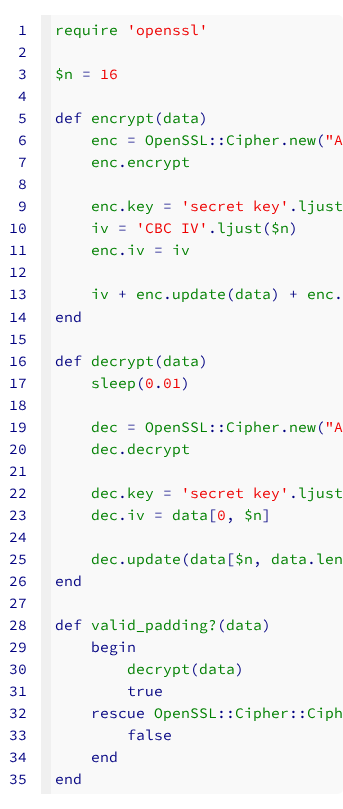 1 require 'openssl'
2
3 $n = 16
4
5 def encrypt(data)
6     enc = OpenSSL::Cipher.new("A
7     enc.encrypt
8
9     enc.key = 'secret key'.ljust
10     iv = 'CBC IV'.ljust($n)
11     enc.iv = iv
12
13     iv + enc.update(data) + enc.
14 end
15
16 def decrypt(data)
17     sleep(0.01)
18
19     dec = OpenSSL::Cipher.new("A
20     dec.decrypt
21
22     dec.key = 'secret key'.ljust
23     dec.iv = data[0, $n]
24
25     dec.update(data[$n, data.len
26 end
27
28 def valid_padding?(data)
29     begin
30         decrypt(data)
31         true
32     rescue OpenSSL::Cipher::Ciph
33         false
34     end
35 end